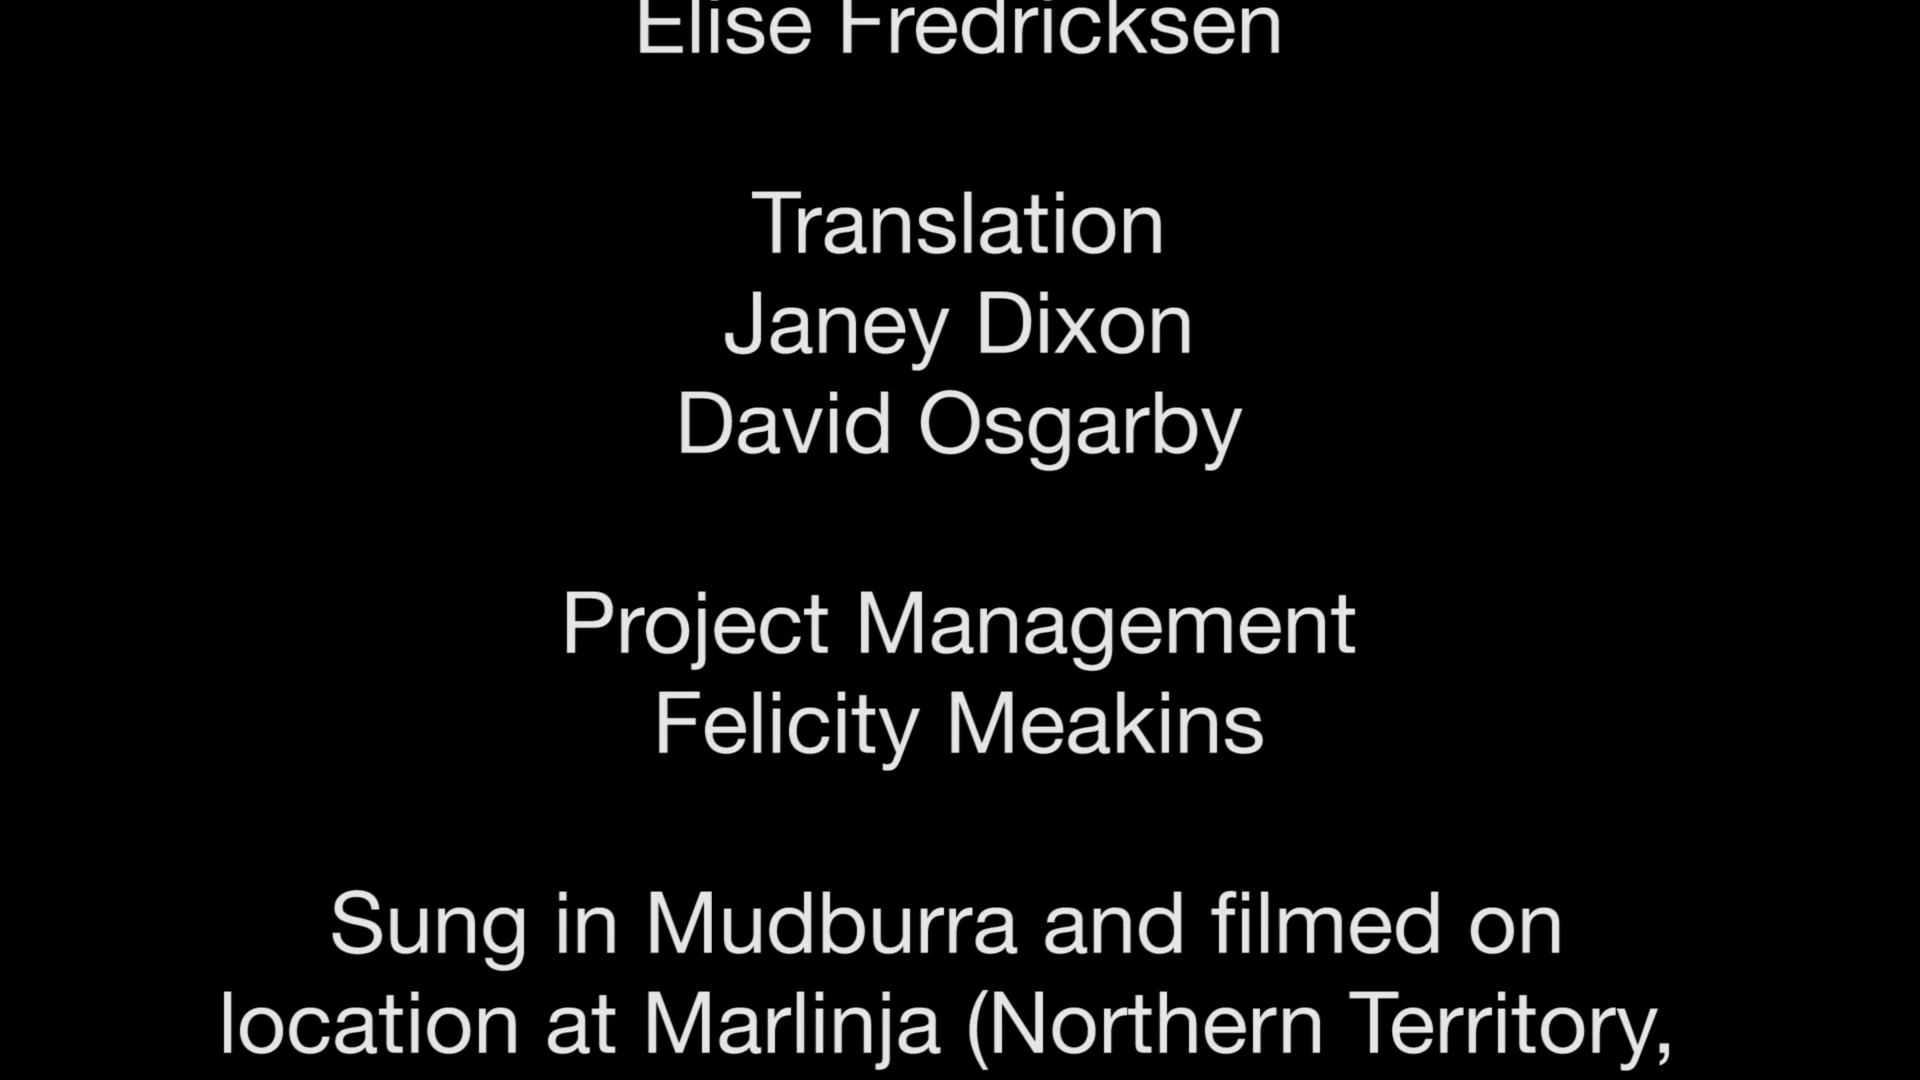 Elise Fredricksen
Translation
Janey Dixon
David Osgarby
Project Management
Felicity Meakins
Sung in Mudburra and filmed on
location at Marlinja (Northern Territory,